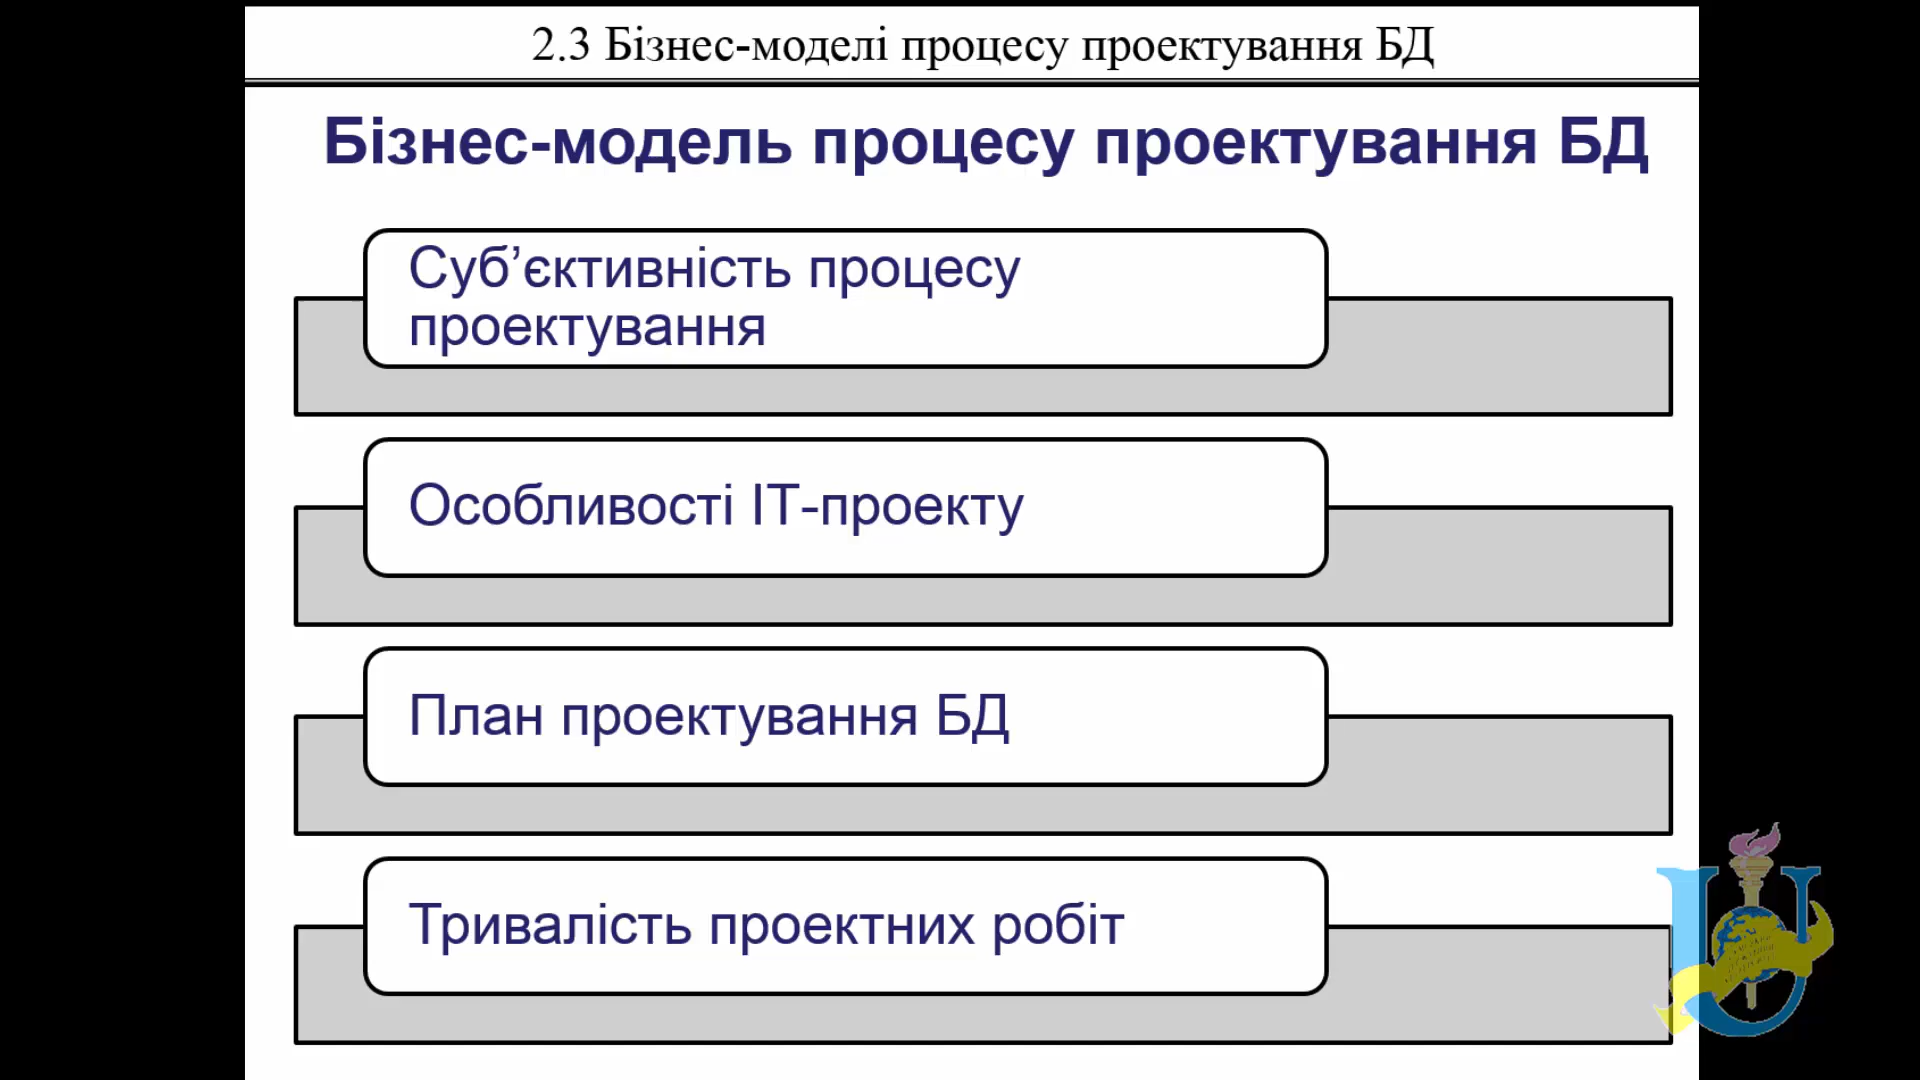 2.3 Бізнес-моделі процесу проектування БД
Бізнес-модель процесу проектування БД
Суб’єктивність процесу
проектування
Особливості ІТ-проекту
План проектування БД
Тривалість проектних робіт